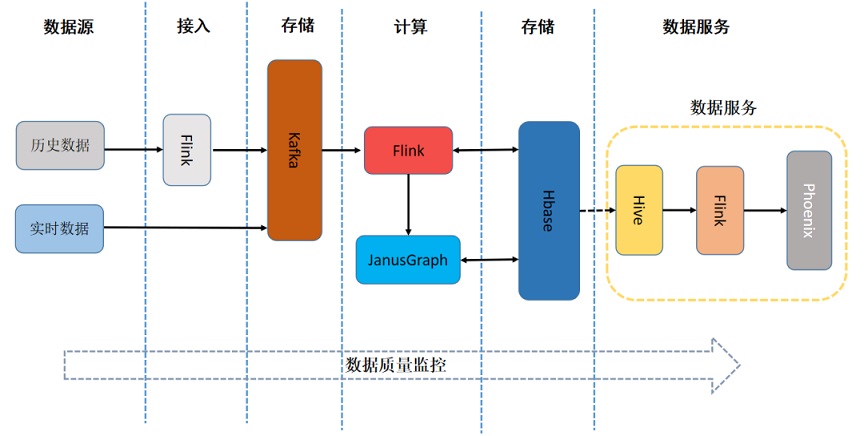 数据源
接入
存储
计算
存储
数据服务
数据服务
历史数据
实时数据
Flink
Kafka
Flink
JanusGraph
Hbase
Hive
Flink
Phoenix
数据质量监控